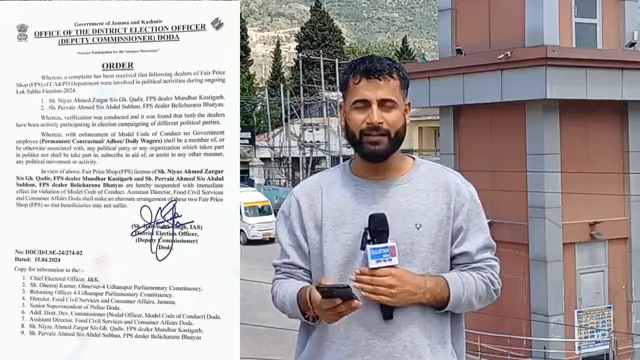 Government of Jammu and Kashmir
OFFICE OF THE DISTRICT ELECTION OFFICER
(DEPUTY COMMISSIONER) DODA
ORDER
Whereas, a complaint has been received that following dealers of Fair Price
Shop (FPS) of CA&PD Department were involved in political activities during ongoing
Lok Sabha Election-2024.
1. Sh. Niyaz Ahmed Zargar S/o Gh. Qadir, FPS dealer Mundhar Kastigarh.
2. Sh. Pervais Ahmed S/o Abdul Subhan, FPS dealer Belicharana Bhatyas.
Whereas, verification was conducted and it was found that both the dealers
have been actively participating in election campaigning of different political parties.
Whereas, with enforcement of Model Code of Conduct no Government
employee (Permanent/Contractual/Adhoc/Daily Wagers) shall be a member of, or
be otherwise associated with, any political party or any organization which takes part
in politics nor shall he take part in, subscribe in aid of, or assist in any other manner,
any political movement or activity.
In view of above, Fair Price Shop (FPS) license of Sh. Niyaz Ahmed Zargar
S/o Gh. Qadir, FPS dealer Mundhar Kastigarh and Sh. Pervais Ahmed S/o Abdul
Subhan, FPS dealer Belicharana Bhatyas are hereby suspended with immediate
effect for violation of Model Code of Conduct. Assistant Director, Food Civil Services and
Consumer Affairs Doda shall make an alternate arrangement of these two Fair Price
Shop (FPS) so that beneficiaries may not suffer.
(Sh. Singh, IAS)
District Election Officer,
(Deputy Commissioner)
Doda.
No: DDC/D/LSE-24/274-82
Dated: 15.04.2024
Copy for information to the:
1. Chief Electoral Officer, J&K.
2. Sh. Dheeraj Kumar, Observer-4 Udhampur Parliamentary Constituency.
3. Returning Officer 4-Udhampur Parliamentary Constituency.
4. Director, Food Civil Services and Consumer Affairs, Jammu.
5. Senior Superintendent of Police Doda.
6. Addl. Distt. Dev. Commissioner (Nodal Officer, Model Code of Conduct) Doda.
7. Assistant Director, Food Civil Services and Consumer Affairs Doda.
8. Sh. Niyaz Ahmed Zargar S/o Gh. Qadir, FPS dealer Mundhar Kastigarh.
9. Sh. Pervais Ahmed S/o Abdul Subhan, FPS dealer Belicharana Bhatyas